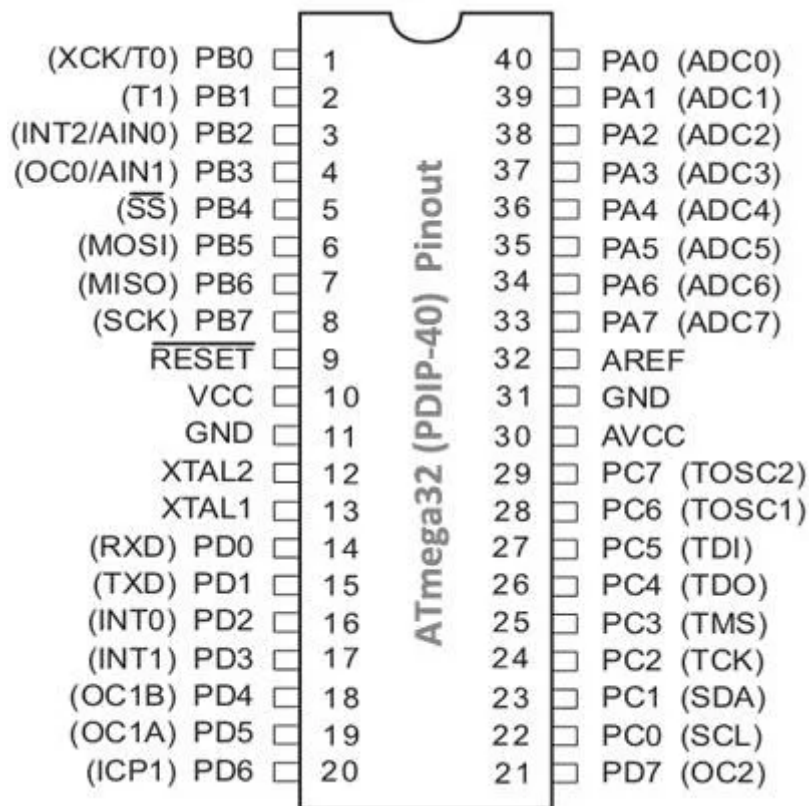 (XCK/T0) PB0 1 40 PA0 (ADC0)
(T1) PB1 2 39 PA1 (ADC1)
(INT2/AIN0) PB2 3 38 PA2 (ADC2)
(OC0/AIN1) PB3 4 37 PA3 (ADC3)
(S̅S̅) PB4 5 36 PA4 (ADC4)
(MOSI) PB5 6 35 PA5 (ADC5)
(MISO) PB6 7 34 PA6 (ADC6)
(SCK) PB7 8 33 PA7 (ADC7)
R̅E̅S̅E̅T̅ 9 32 AREF
VCC 10 31 GND
GND 11 30 AVCC
XTAL2 12 29 PC7 (TOSC2)
XTAL1 13 28 PC6 (TOSC1)
(RXD) PD0 14 27 PC5 (TDI)
(TXD) PD1 15 26 PC4 (TDO)
(INT0) PD2 16 25 PC3 (TMS)
(INT1) PD3 17 24 PC2 (TCK)
(OC1B) PD4 18 23 PC1 (SDA)
(OC1A) PD5 19 22 PC0 (SCL)
(ICP1) PD6 20 21 PD7 (OC2)
ATmega32 (PDIP-40) Pinout